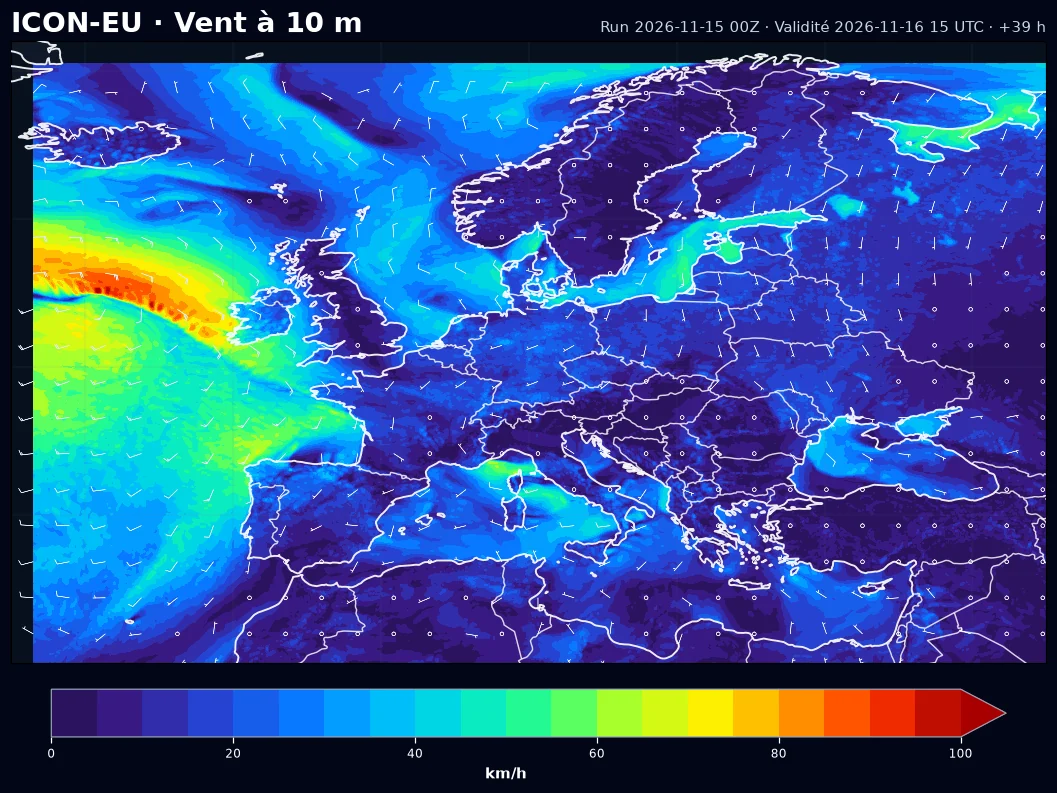 ICON-EU · Vent à 10 m
Run 2026-11-15 00Z · Validité 2026-11-16 15 UTC · +39 h
0 20 40 60 80 100
km/h